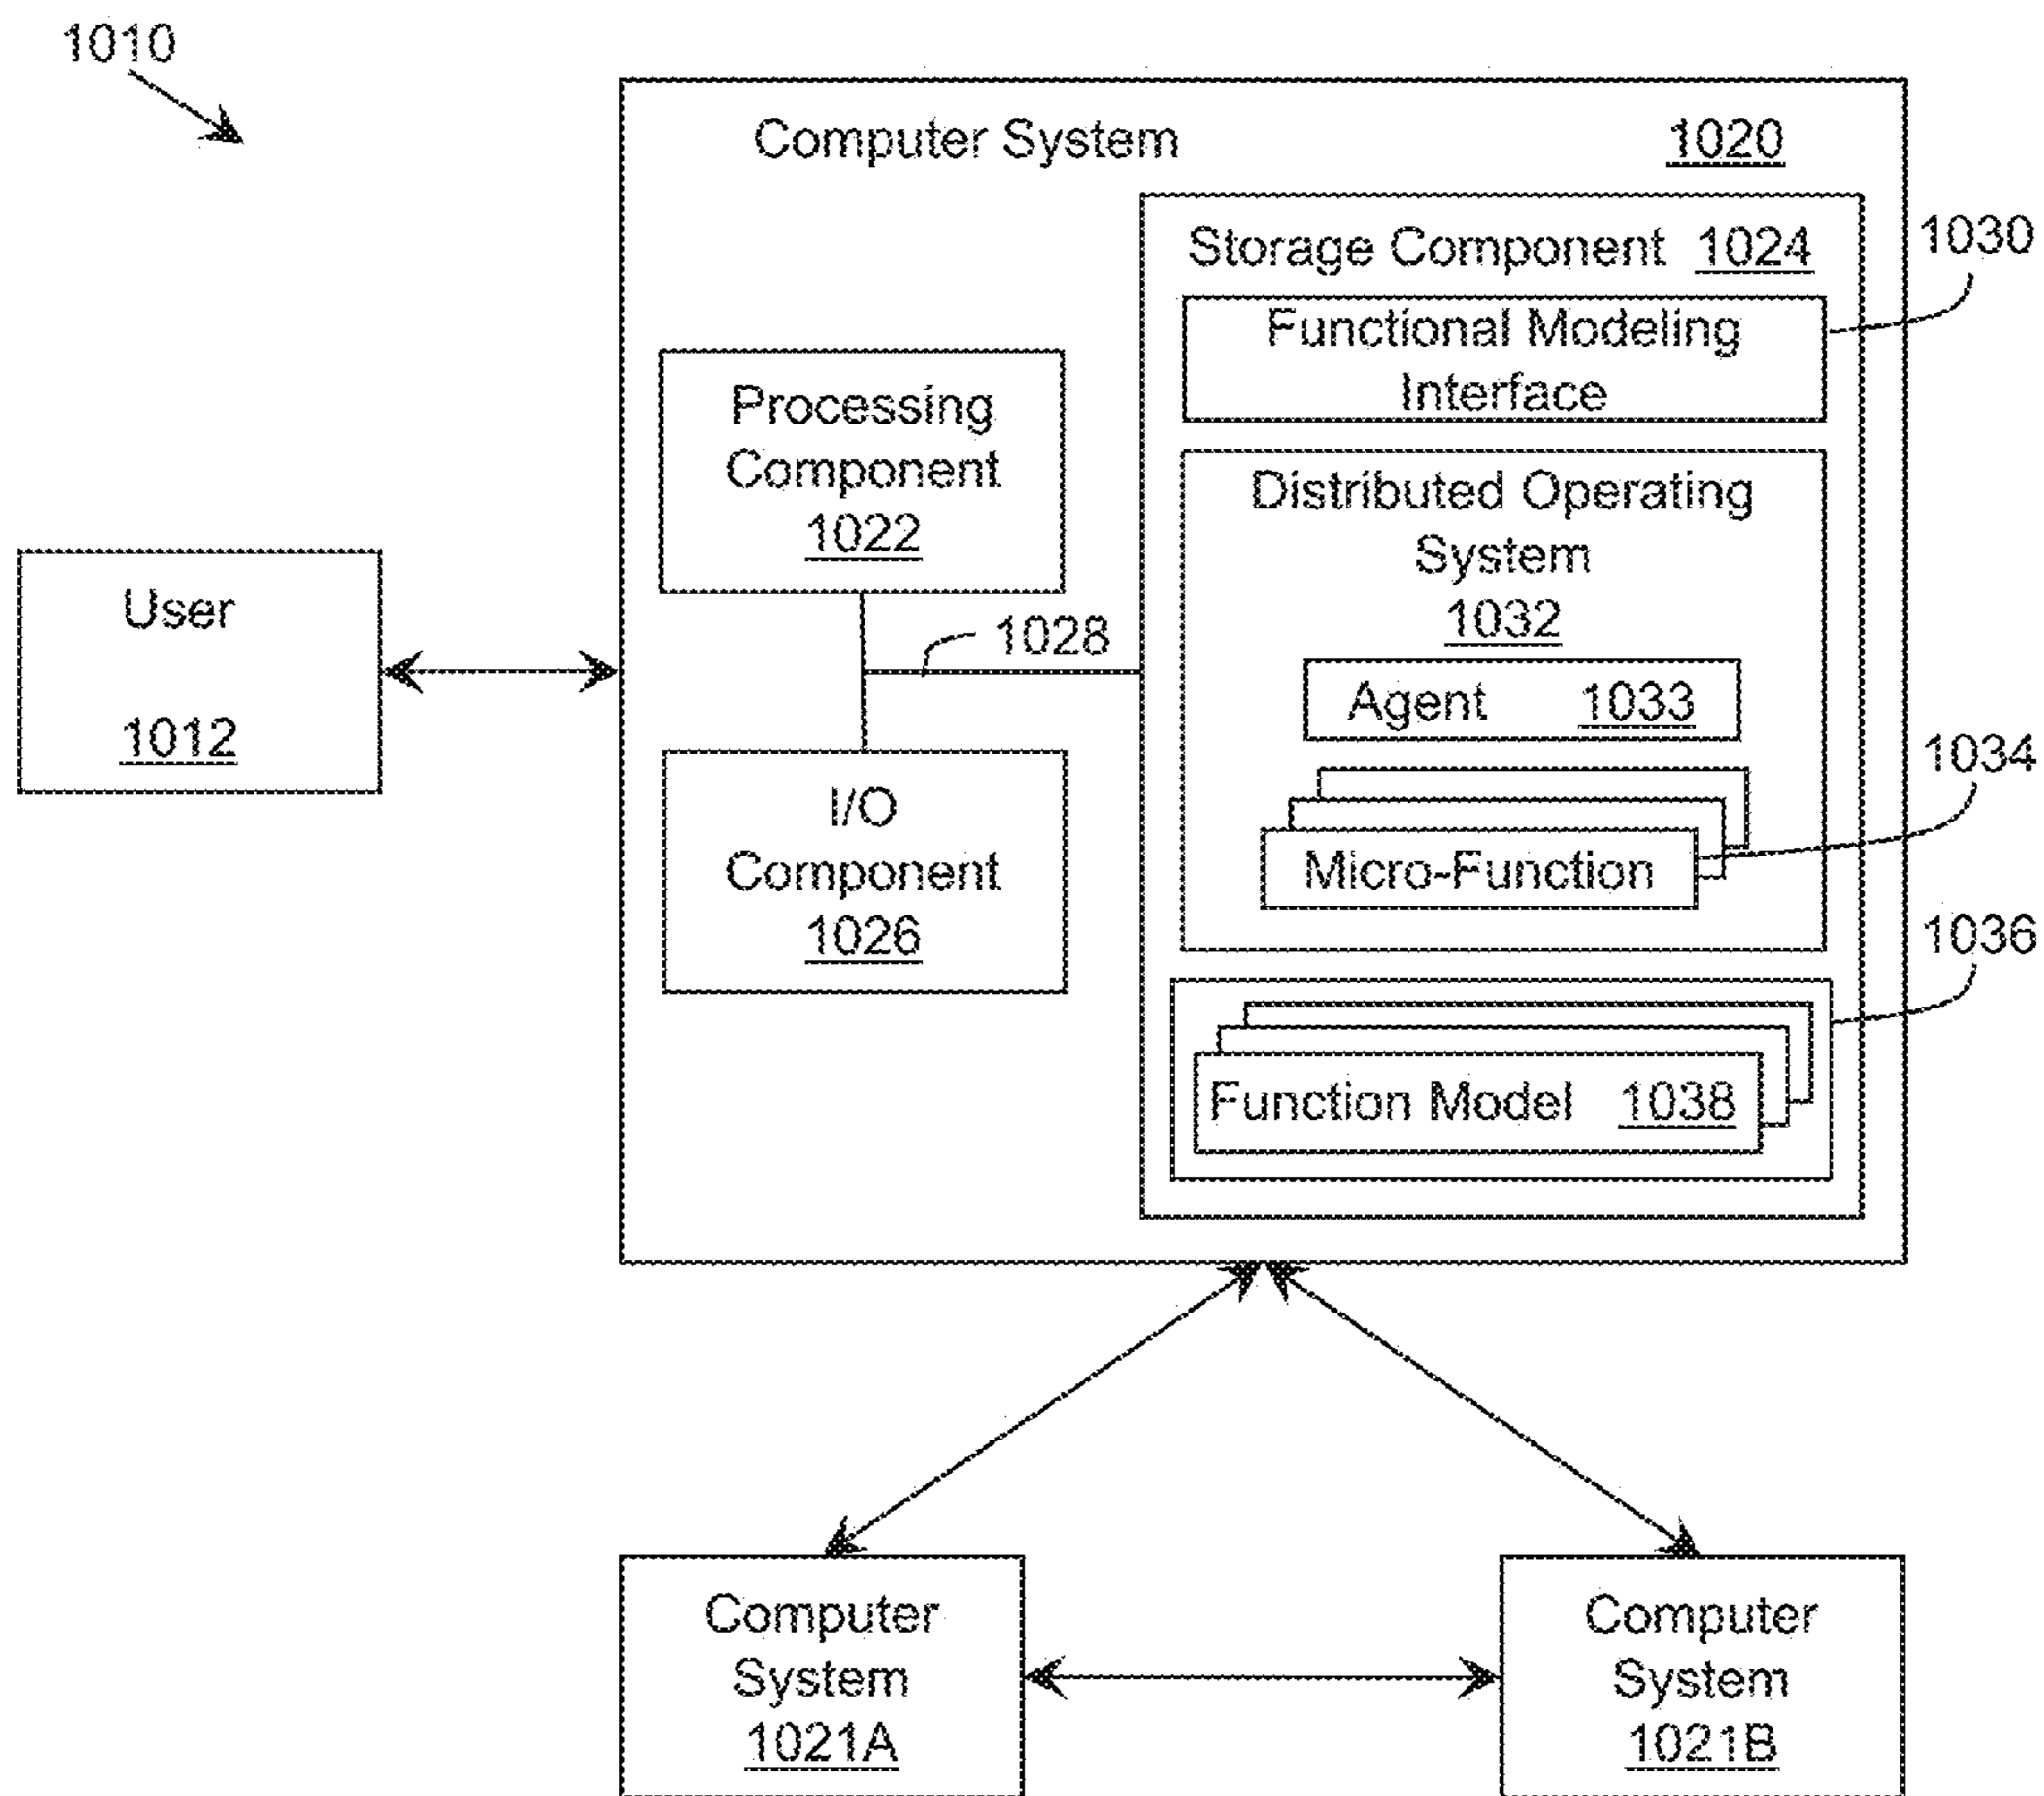 1010
Computer System 1020
Storage Component 1024
1030
Functional Modeling
Interface
Processing
Component
1022
Distributed Operating
System
1032
User
1012
1028
Agent 1033
1034
I/O
Component
1026
Micro-Function
1036
Function Model 1038
Computer
System
1021A
Computer
System
1021B